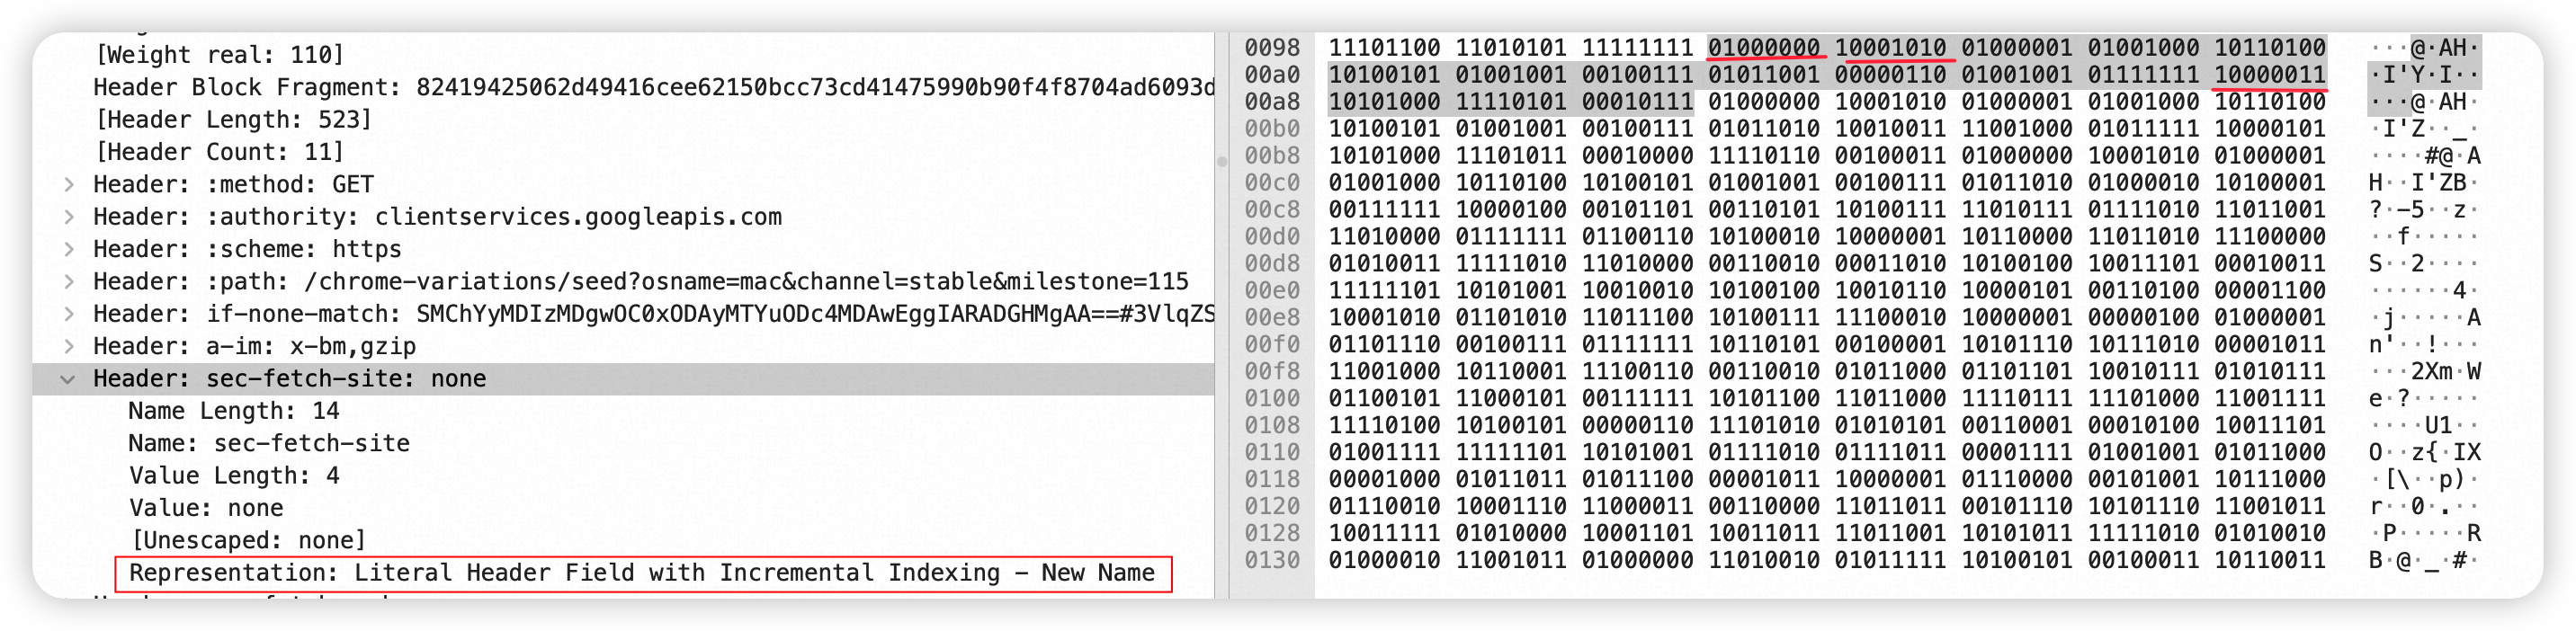 [Weight real: 110]
Header Block Fragment: 82419425062d49416cee62150bcc73cd41475990b90f4f8704ad6093d
[Header Length: 523]
[Header Count: 11]
Header: :method: GET
Header: :authority: clientservices.googleapis.com
Header: :scheme: https
Header: :path: /chrome-variations/seed?osname=mac&channel=stable&milestone=115
Header: if-none-match: SMChYyMDIzMDgwOC0xODAyMTYuODc4MDAwEggIARADGHMgAA==#3VlqZS
Header: a-im: x-bm,gzip
Header: sec-fetch-site: none
Name Length: 14
Name: sec-fetch-site
Value Length: 4
Value: none
[Unescaped: none]
Representation: Literal Header Field with Incremental Indexing - New Name
0098 11101100 11010101 11111111 01000000 10001010 01000001 01001000 10110100 ···@·AH·
00a0 10100101 01001001 00100111 01011001 00000110 01001001 01111111 10000011 ·I'Y·I··
00a8 10101000 11110101 00010111 01000000 10001010 01000001 01001000 10110100 ···@·AH·
00b0 10100101 01001001 00100111 01011010 10010011 11001000 01011111 10000101 ·I'Z··_·
00b8 10101000 11101011 00010000 11110110 00100011 01000000 10001010 01000001 ····#@·A
00c0 01001000 10110100 10100101 01001001 00100111 01011010 01000010 10100001 H··I'ZB·
00c8 00111111 10000100 00101101 00110101 10100111 11010111 01111010 11011001 ?·-5··z·
00d0 11010000 01111111 01100110 10100010 10000001 10110000 11011010 11100000 ··f·····
00d8 01010011 11111010 11010000 00110010 00011010 10100100 10011101 00010011 S··2····
00e0 11111101 10101001 10010010 10100100 10010110 10000101 00110100 00001100 ······4·
00e8 10001010 01101010 11011100 10100111 11100010 10000001 00000100 01000001 ·j·····A
00f0 01101110 00100111 01111111 10110101 00100001 10101110 10111010 00001011 n'··!···
00f8 11001000 10110001 11100110 00110010 01011000 01101101 10010111 01010111 ···2Xm·W
0100 01100101 11000101 00111111 10101100 11011000 11110111 11101000 11001111 e·?·····
0108 11110100 10100101 00000110 11101010 01010101 00110001 00010100 10011101 ····U1··
0110 01001111 11111101 10101001 01111010 01111011 00001111 01001001 01011000 O··z{·IX
0118 00001000 01011011 01011100 00001011 10000001 01110000 00101001 10111000 ·[\··p)·
0120 01110010 10001110 11000011 00110000 11011011 00101110 10101110 11001011 r··0·.··
0128 10011111 01010000 10001101 10011011 11011001 10101011 11111010 01010010 ·P·····R
0130 01000010 11001011 01000000 11010010 01011111 10100101 00100011 10110011 B·@·_·#·